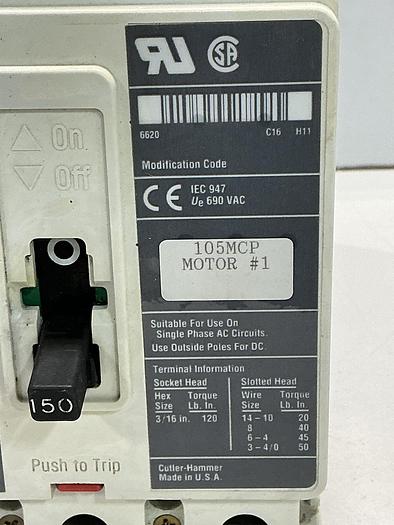 On
Off
150
Push to Trip
6620 C16 H11
Modification Code
CE IEC 947
Ue 690 VAC
105MCP
MOTOR #1
Suitable For Use On
Single Phase AC Circuits.
Use Outside Poles For DC.
Terminal Information
Socket Head Slotted Head
Hex Torque Wire Torque
Size Lb. In. Size Lb. In.
3/16 in. 120 14-10 20
8 40
6-4 45
3-4/0 50
Cutler-Hammer
Made in U.S.A.